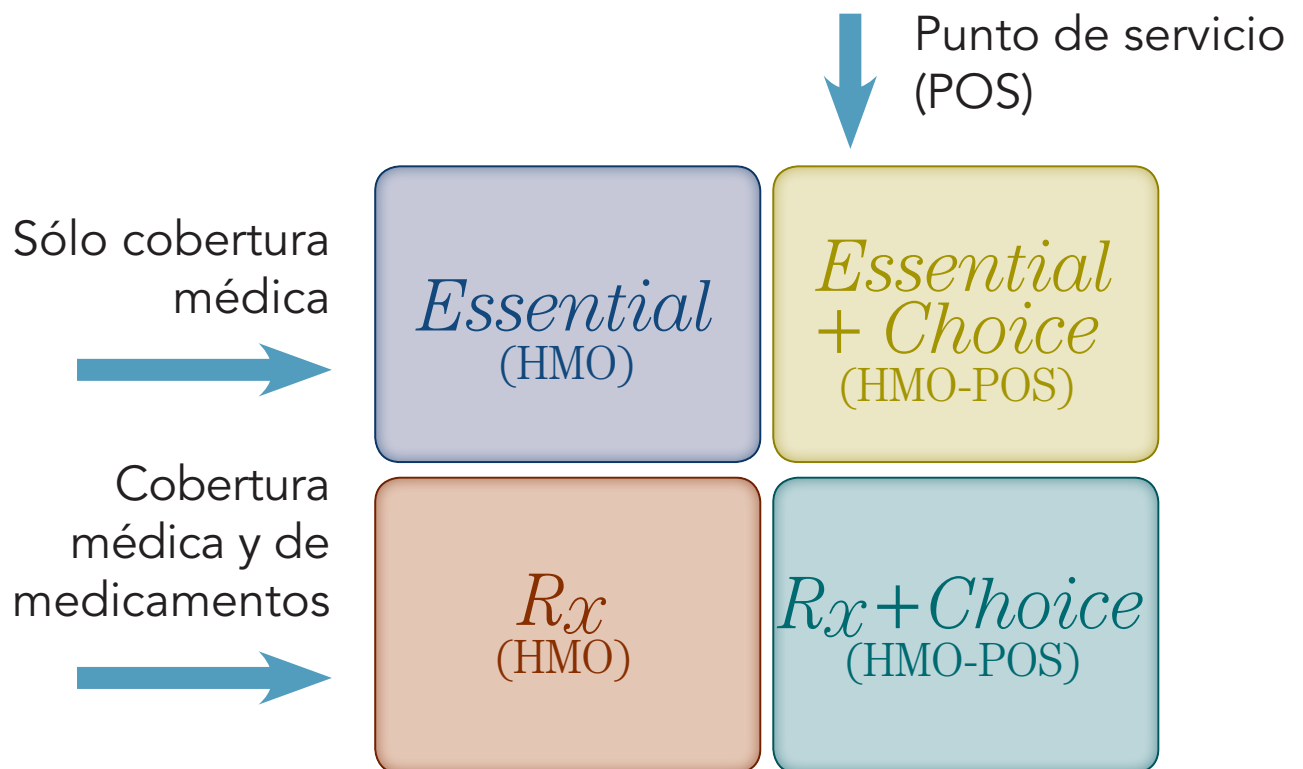 Punto de servicio
(POS)
Sólo cobertura
médica
Essential
(HMO)
Essential
+ Choice
(HMO-POS)
Cobertura
médica y de
medicamentos
Rx
(HMO)
Rx+Choice
(HMO-POS)